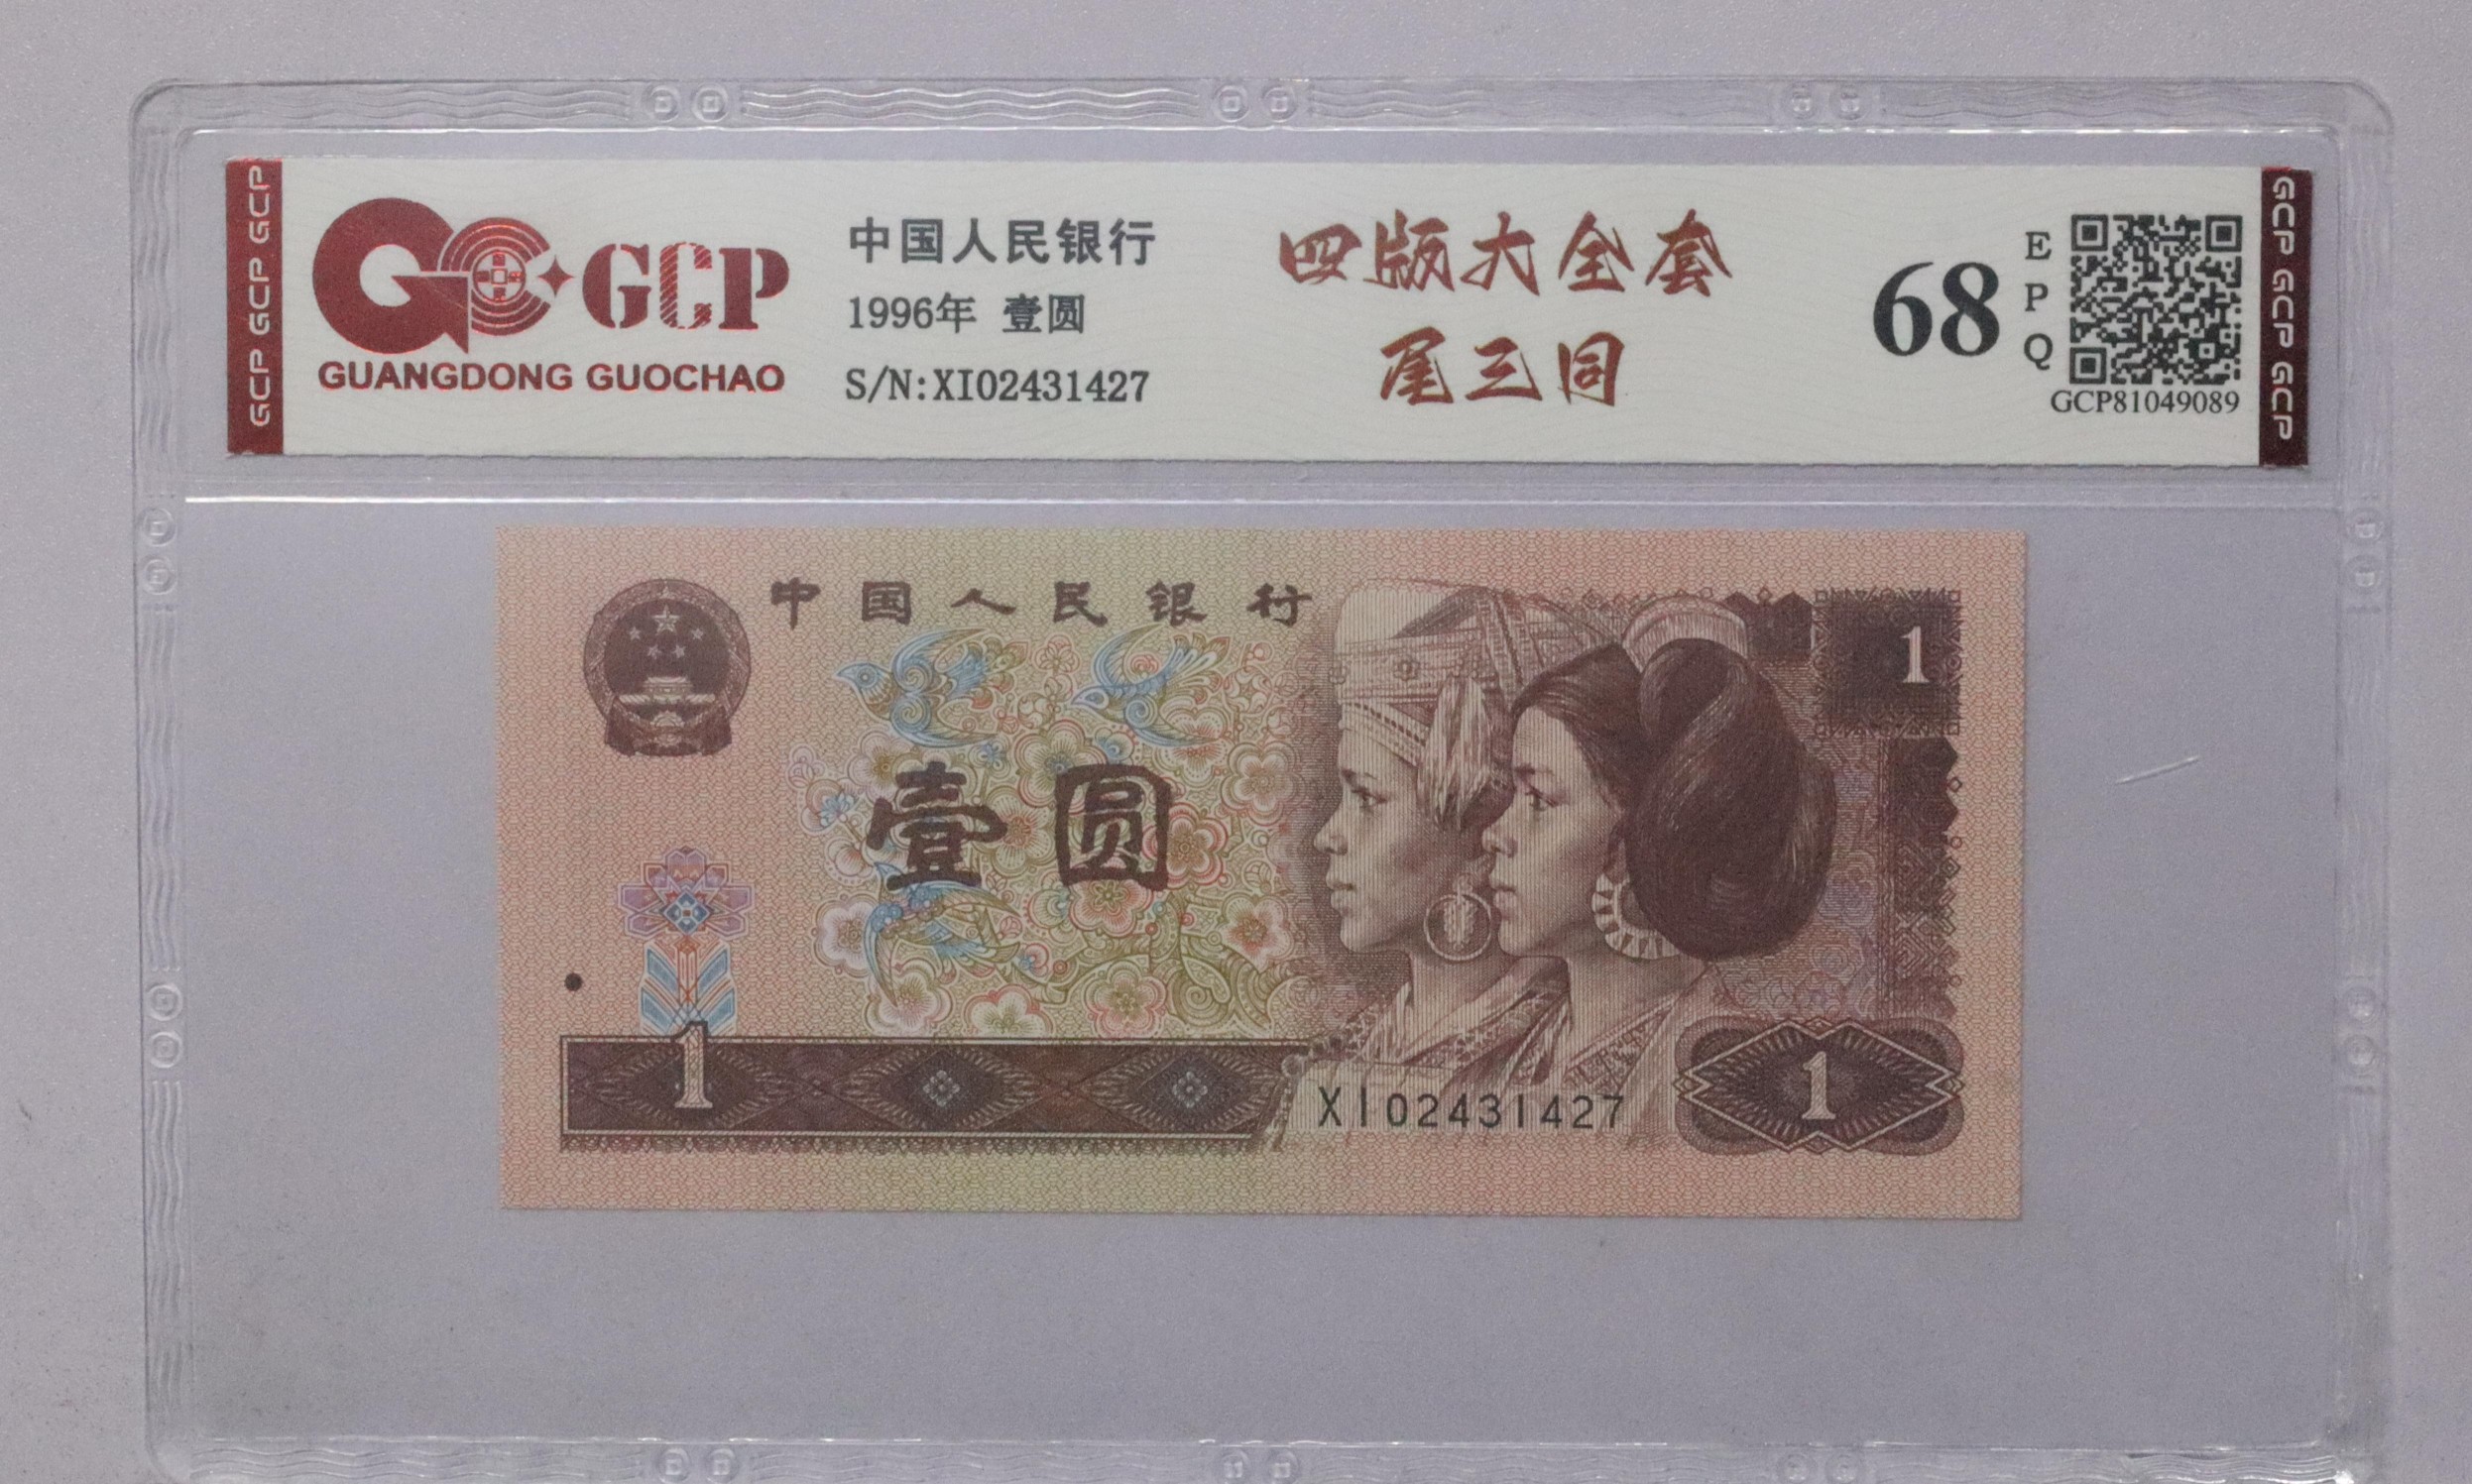 GCP GCP GCP
GCP
GUANGDONG GUOCHAO
中国人民银行
1996年 壹圆
S/N:XI02431427
四版大全套
尾三同
68
E
P
Q
GCP81049089
GCP GCP GCP
中国人民银行
1
壹圆
1
XI02431427
1